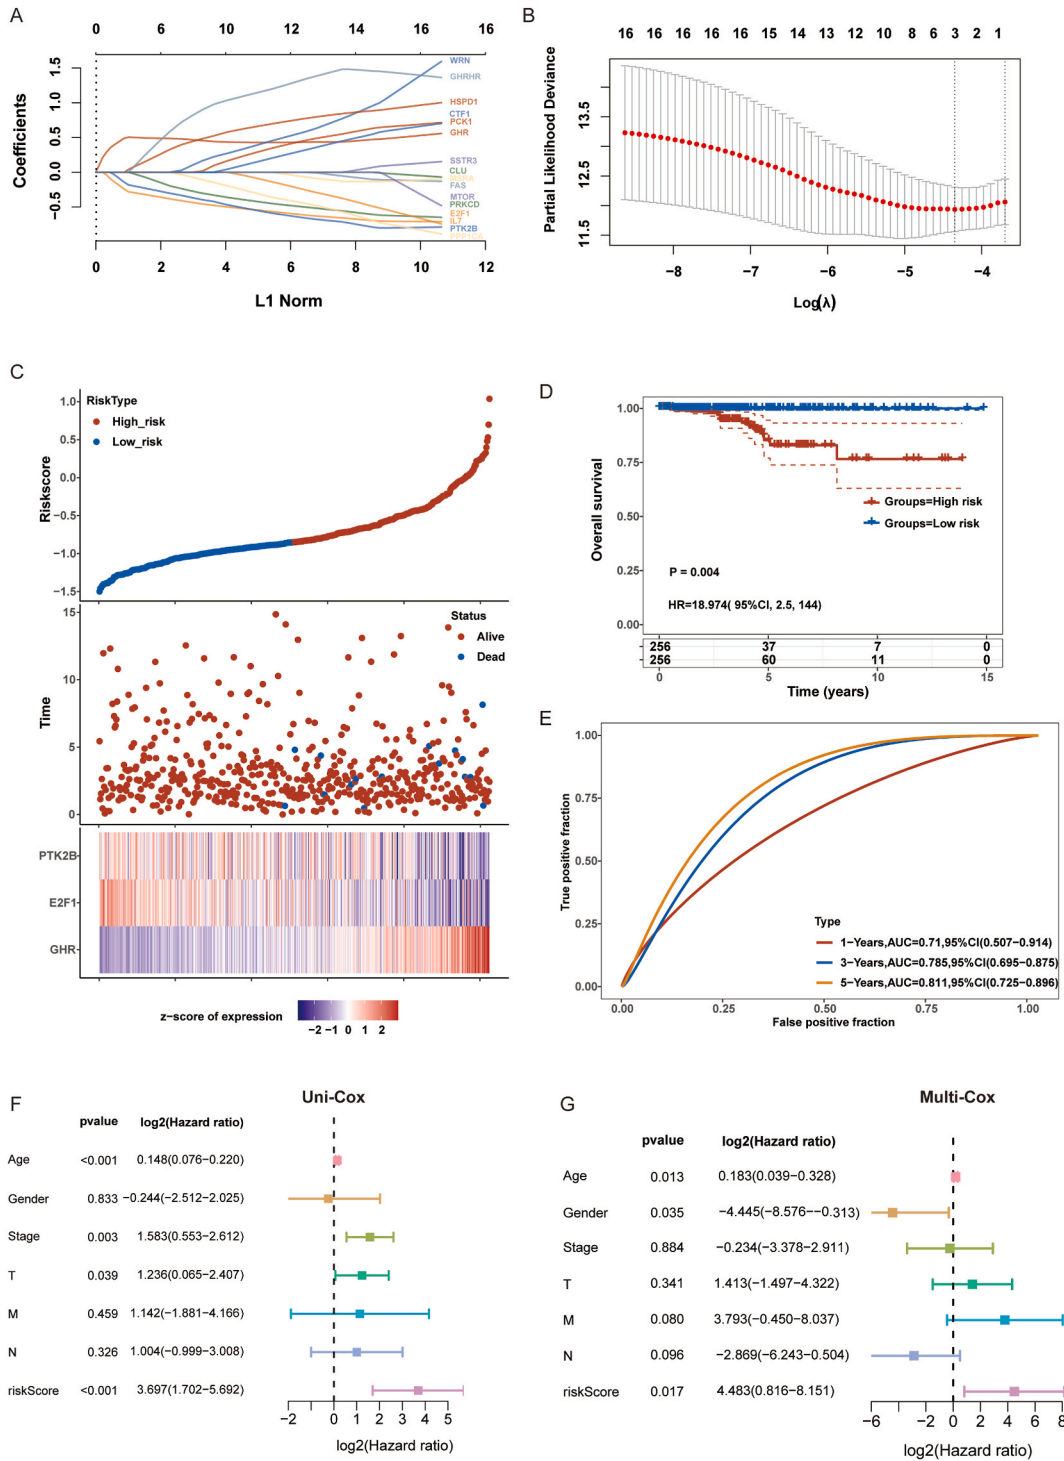 A
0 6 10 14 16 16
Coefficients
1.5
1.0
0.5
0.0
−0.5
WRN
GHRHR
HSPD1
CTF1
PCK1
GHR
SSTR3
CLU
MSRA
FAS
MTOR
PRKCD
E2F1
IL7
PTK2B
PPP1CA
0 2 4 6 8 10 12
L1 Norm
B
16 16 16 16 16 15 14 13 12 10 8 6 3 2 1
Partial Likelihood Deviance
13.5
12.5
11.5
−8 −7 −6 −5 −4
Log(λ)
C
RiskType
High_risk
Low_risk
Riskscore
1.0
0.5
0.0
−0.5
−1.0
−1.5
Status
Alive
Dead
Time
15
10
5
0
PTK2B
E2F1
GHR
z−score of expression
−2 −1 0 1 2
D
Overall survival
1.00
0.75
0.50
0.25
0.00
Groups=High risk
Groups=Low risk
P = 0.004
HR=18.974( 95%CI, 2.5, 144)
256 37 7 0
256 60 11 0
0 5 10 15
Time (years)
E
True positive fraction
1.00
0.75
0.50
0.25
0.00
Type
1−Years,AUC=0.71,95%CI(0.507−0.914)
3−Years,AUC=0.785,95%CI(0.695−0.875)
5−Years,AUC=0.811,95%CI(0.725−0.896)
0.00 0.25 0.50 0.75 1.00
False positive fraction
F
Uni-Cox
pvalue log2(Hazard ratio)
Age <0.001 0.148(0.076−0.220)
Gender 0.833 −0.244(−2.512−2.025)
Stage 0.003 1.583(0.553−2.612)
T 0.039 1.236(0.065−2.407)
M 0.459 1.142(−1.881−4.166)
N 0.326 1.004(−0.999−3.008)
riskScore <0.001 3.697(1.702−5.692)
−2 −1 0 1 2 3 4 5
log2(Hazard ratio)
G
Multi-Cox
pvalue log2(Hazard ratio)
Age 0.013 0.183(0.039−0.328)
Gender 0.035 −4.445(−8.576−−0.313)
Stage 0.884 −0.234(−3.378−2.911)
T 0.341 1.413(−1.497−4.322)
M 0.080 3.793(−0.450−8.037)
N 0.096 −2.869(−6.243−0.504)
riskScore 0.017 4.483(0.816−8.151)
−6 −4 −2 0 2 4 6 8
log2(Hazard ratio)